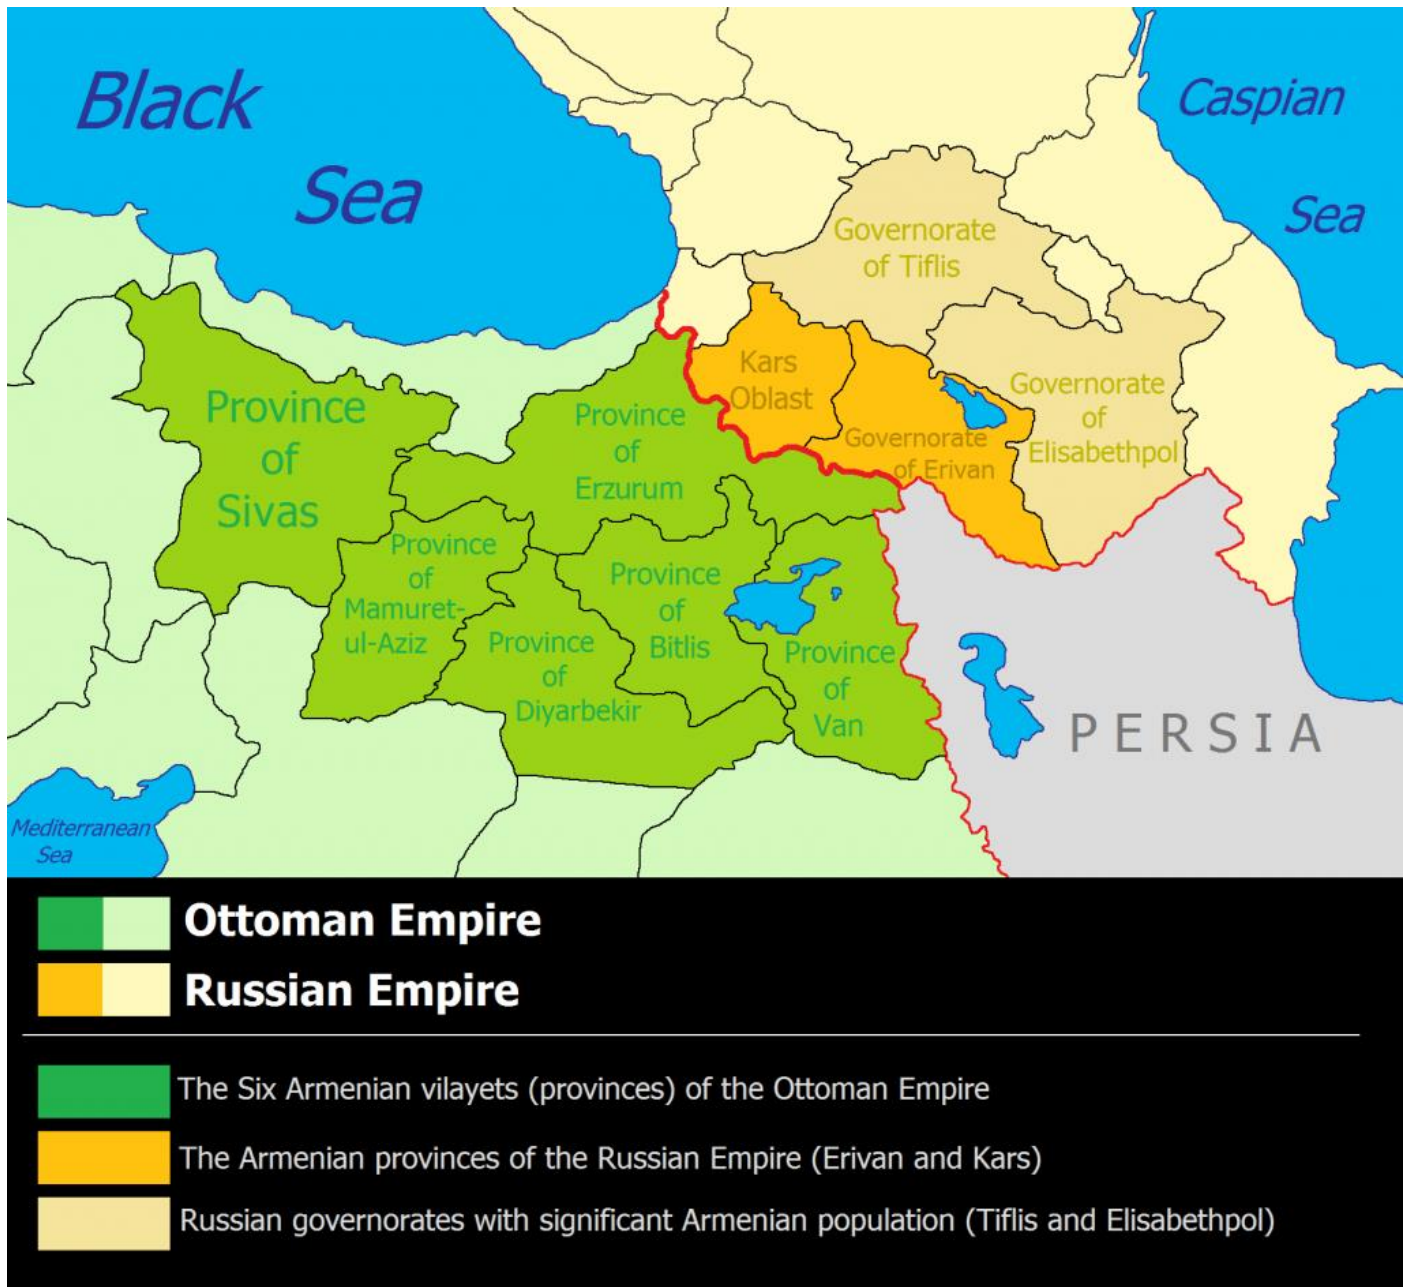 Black
Sea
Caspian
Sea
Governorate
of Tiflis
Kars
Oblast
Governorate
of Erivan
Governorate
of
Elisabethpol
Province
of
Sivas
Province
of
Erzurum
Province
of
Mamuret-
ul-Aziz
Province
of
Diyarbekir
Province
of
Bitlis
Province
of
Van
PERSIA
Mediterranean
Sea
Ottoman Empire
Russian Empire
The Six Armenian vilayets (provinces) of the Ottoman Empire
The Armenian provinces of the Russian Empire (Erivan and Kars)
Russian governorates with significant Armenian population (Tiflis and Elisabethpol)